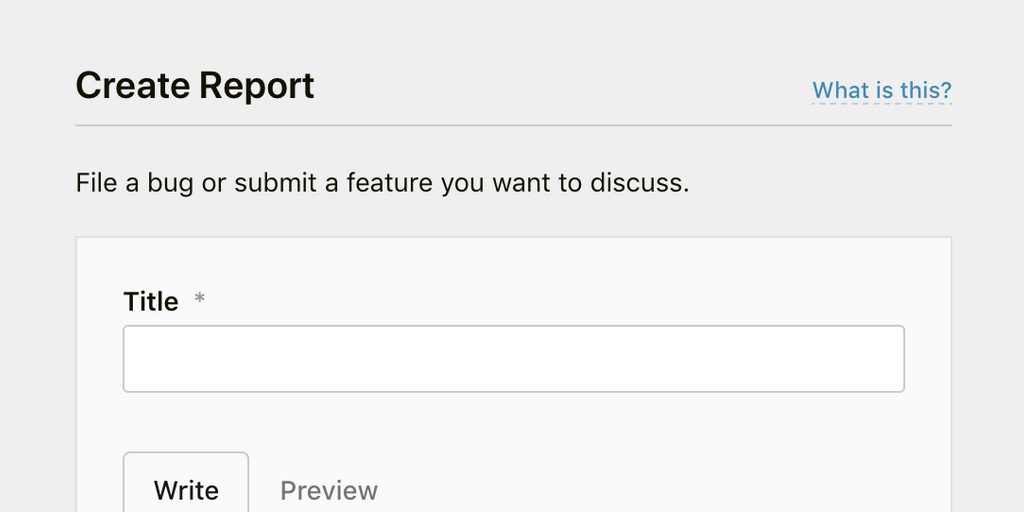 Create Report
What is this?
File a bug or submit a feature you want to discuss.
Title *
Write
Preview